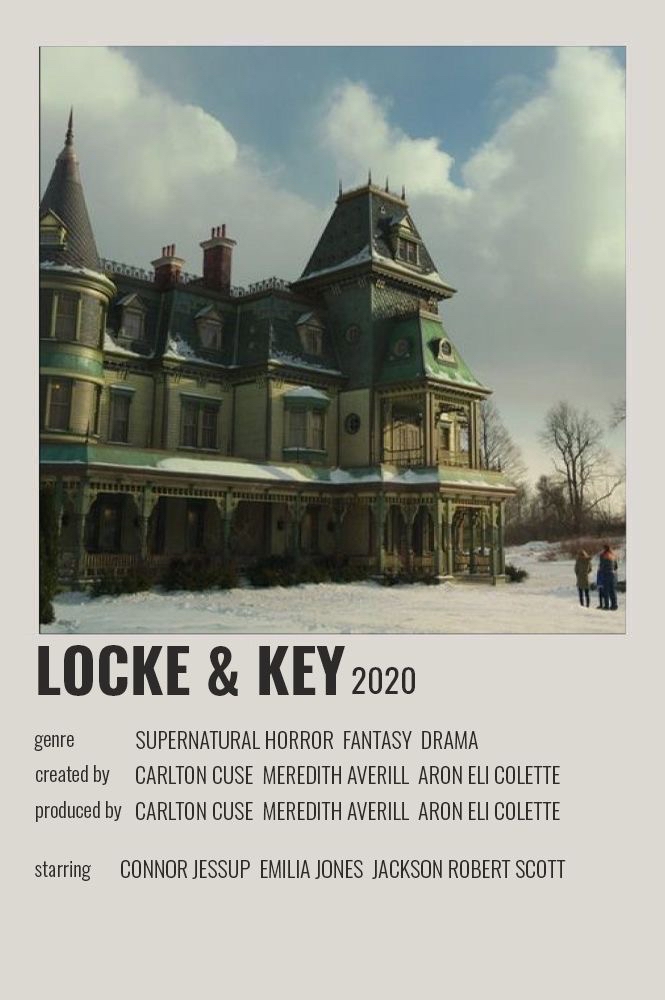 LOCKE & KEY 2020
genre SUPERNATURAL HORROR FANTASY DRAMA
created by CARLTON CUSE MEREDITH AVERILL ARON ELI COLETTE
produced by CARLTON CUSE MEREDITH AVERILL ARON ELI COLETTE
starring CONNOR JESSUP EMILIA JONES JACKSON ROBERT SCOTT